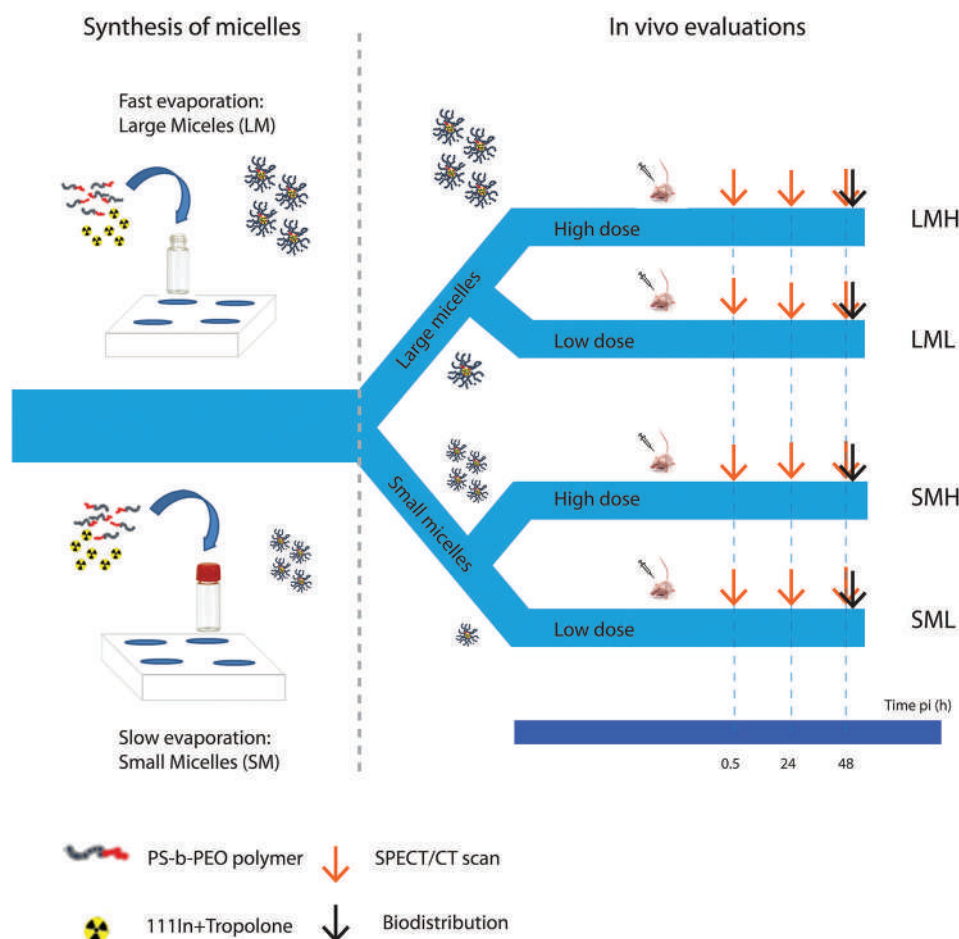 Synthesis of micelles
In vivo evaluations
Fast evaporation:
Large Miceles (LM)
Large micelles
High dose
LMH
Low dose
LML
Small micelles
High dose
SMH
Low dose
SML
Slow evaporation:
Small Micelles (SM)
Time pi (h)
0.5
24
48
PS-b-PEO polymer
SPECT/CT scan
111In+Tropolone
Biodistribution